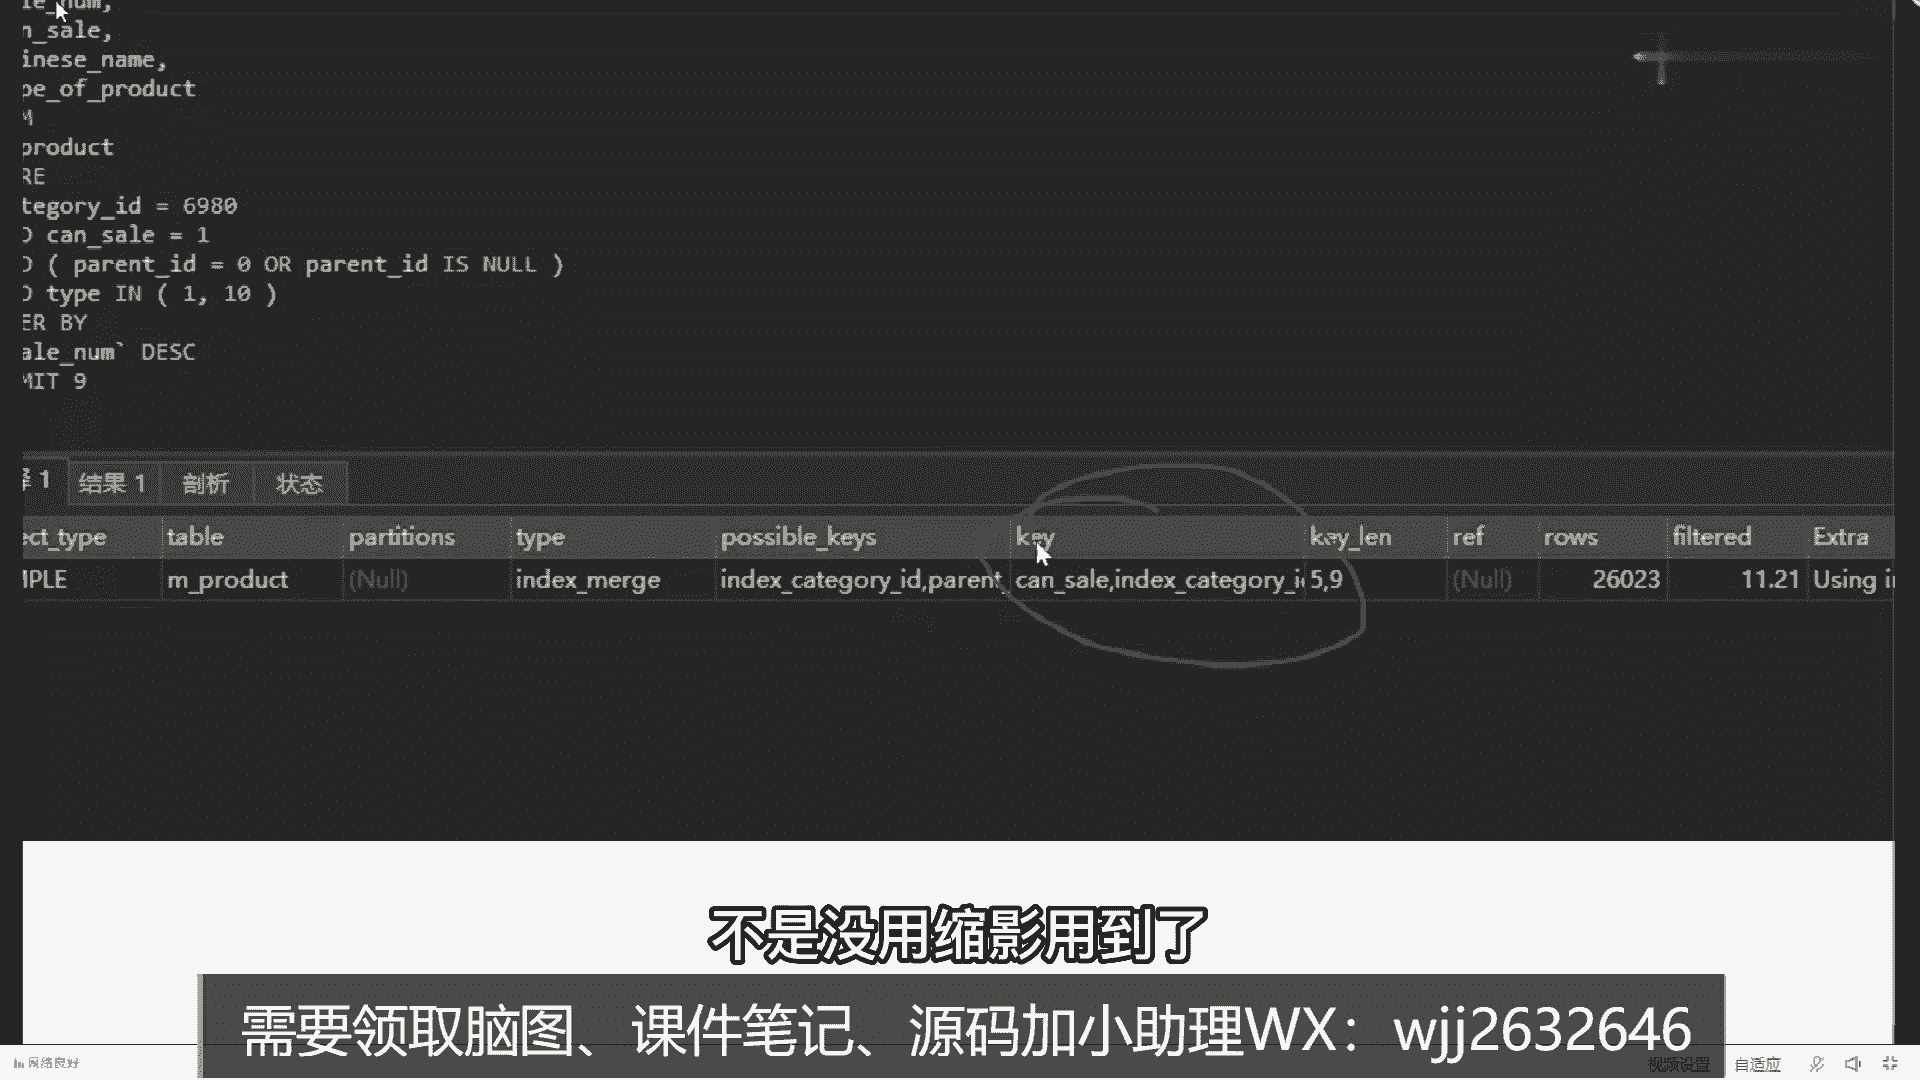 le_num,
n_sale,
inese_name,
pe_of_product
M
product
RE
tegory_id = 6980
D can_sale = 1
D ( parent_id = 0 OR parent_id IS NULL )
D type IN ( 1, 10 )
ER BY
ale_num` DESC
MIT 9
1 结果 1 剖析 状态
ect_type table partitions type possible_keys key key_len ref rows filtered Extra
MPLE m_product (Null) index_merge index_category_id,parent_ can_sale,index_category_i 5,9 (Null) 26023 11.21 Using in
不是没用缩影用到了
需要领取脑图、课件笔记、源码加小助理WX：wjj2632646
网络良好 视频设置 自适应